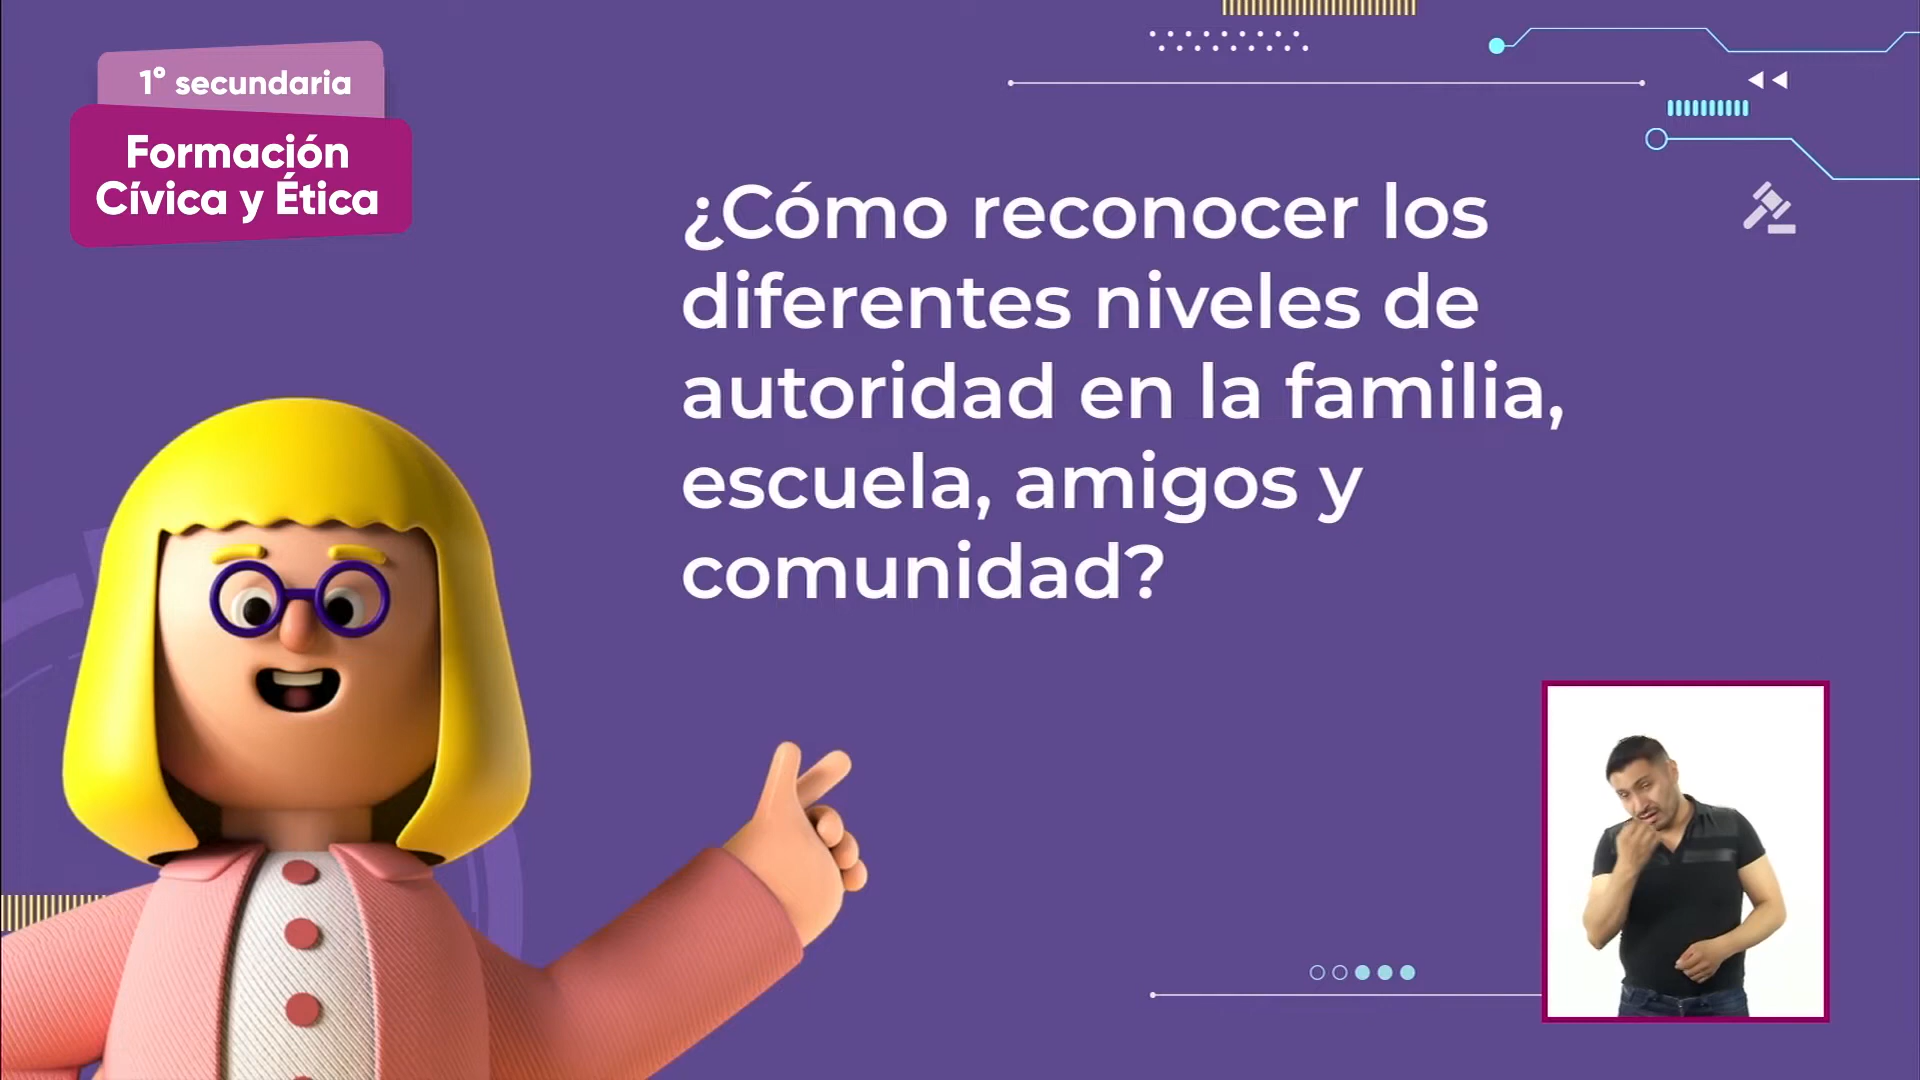 1° secundaria
Formación
Cívica y Ética
¿Cómo reconocer los
diferentes niveles de
autoridad en la familia,
escuela, amigos y
comunidad?